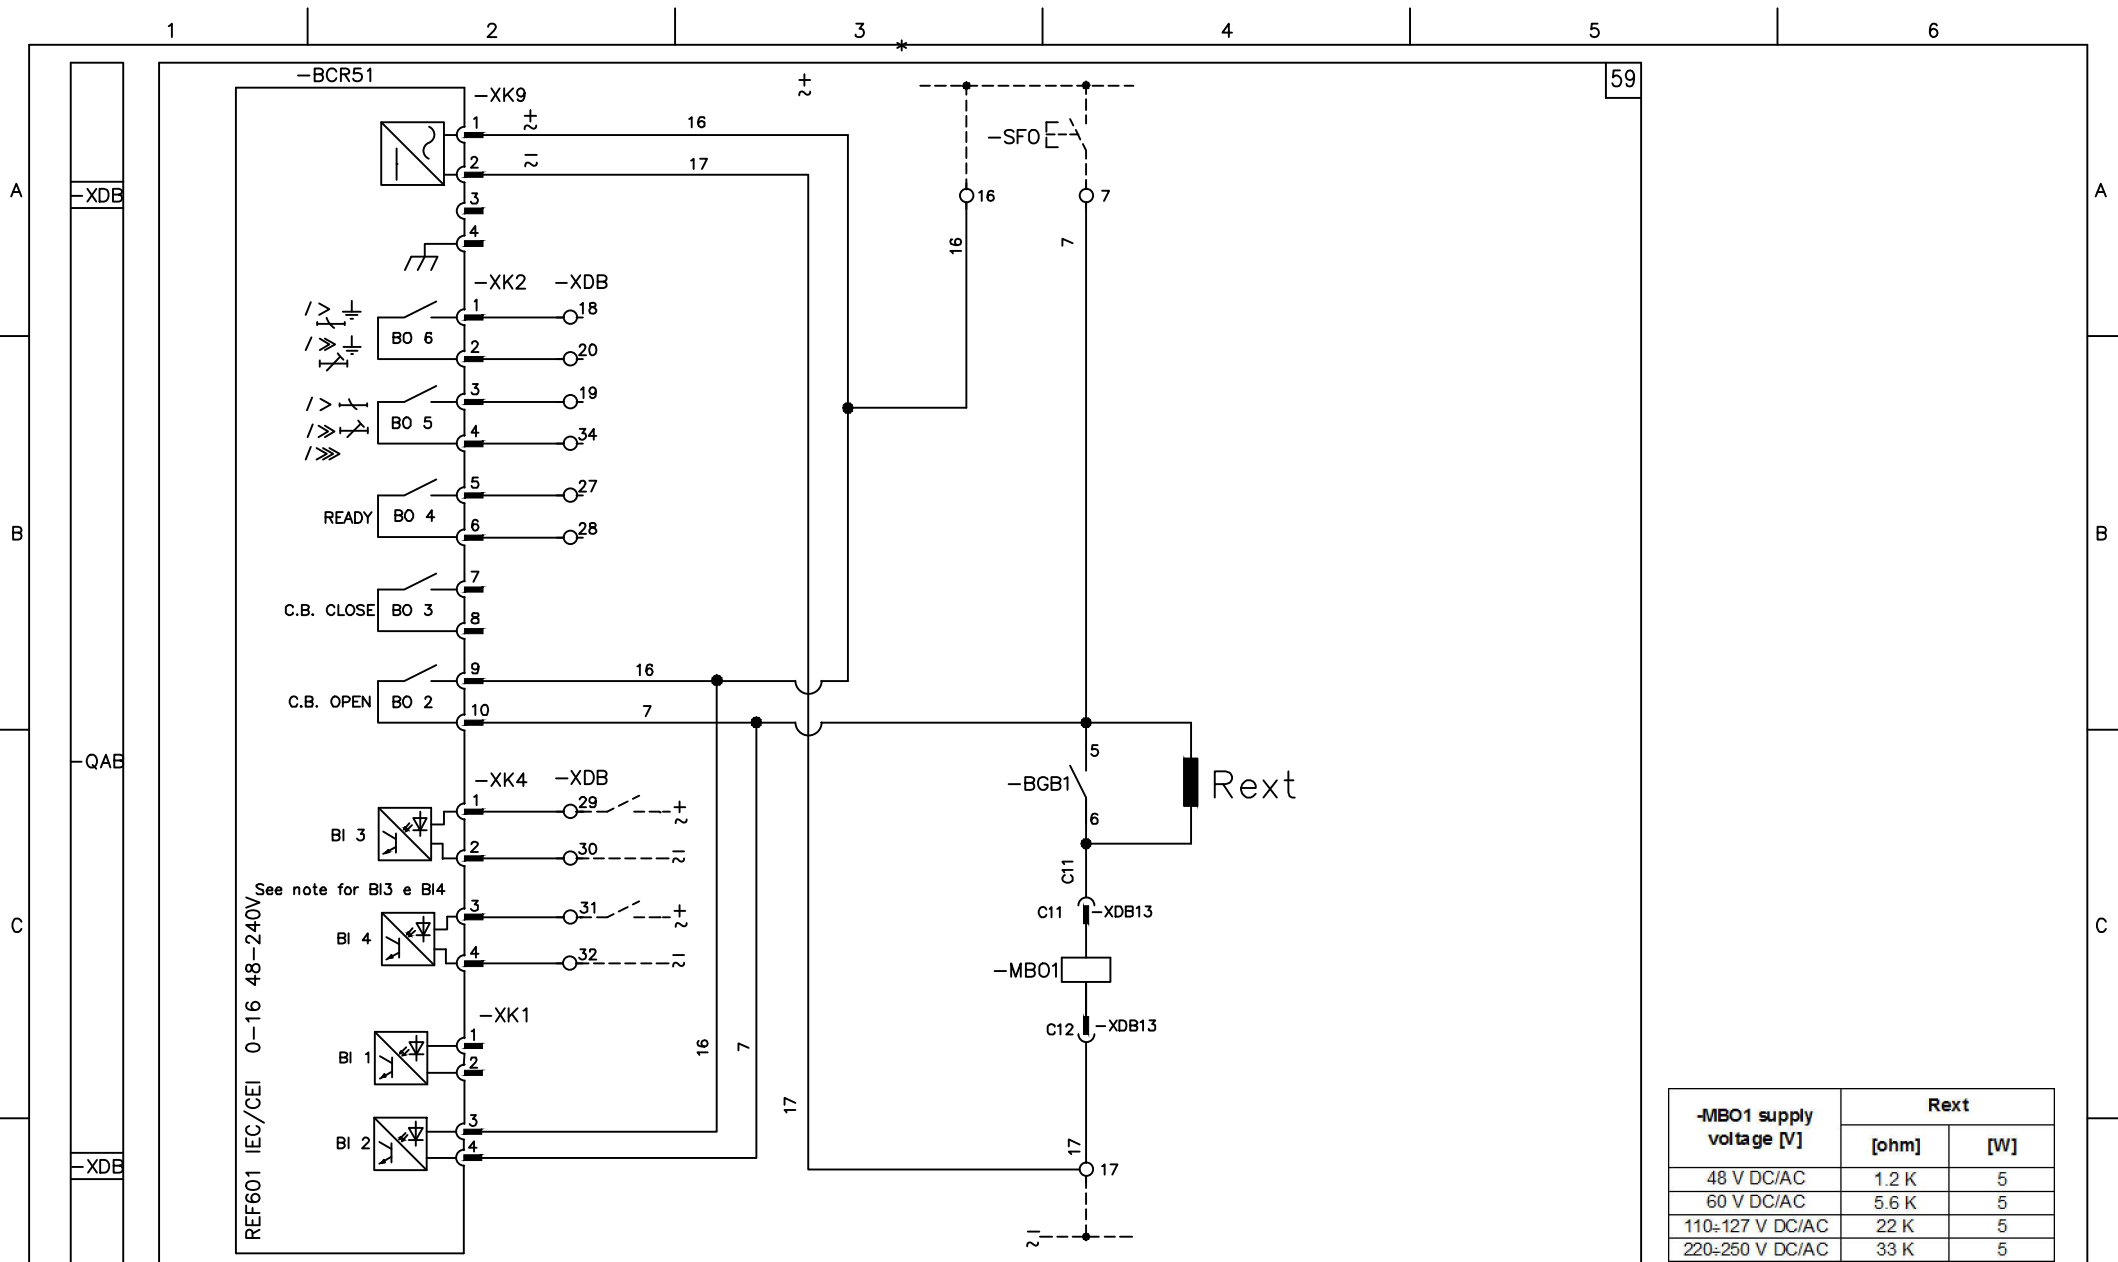 1 2 3 4 5 6
*
-BCR51
59
-XK9
+
~
1
+
~
16
2
-
~
17
3
4
-SFO
16
7
16
7
A
-XDB
A
-XK2 -XDB
/>
1
18
/>>
BO 6
2
20
/>
3
19
/>>
BO 5
4
34
/>>>
5
27
READY BO 4
6
28
B
B
7
C.B. CLOSE BO 3
8
9
16
C.B. OPEN BO 2
10
7
-QAB
5
-BGB1
Rext
6
-XK4 -XDB
1
29
+
~
BI 3
2
30
-
~
See note for BI3 e BI4
3
31
+
~
BI 4
4
32
-
~
C
C
C11
C11
-XDB13
-MBO1
C12
-XDB13
-XK1
1
BI 1
2
16
7
17
3
BI 2
4
17
17
-XDB
REF601 IEC/CEI 0-16 48-240V
-
~
-MBO1 supply voltage [V] Rext
[ohm] [W]
48 V DC/AC 1.2 K 5
60 V DC/AC 5.6 K 5
110÷127 V DC/AC 22 K 5
220÷250 V DC/AC 33 K 5